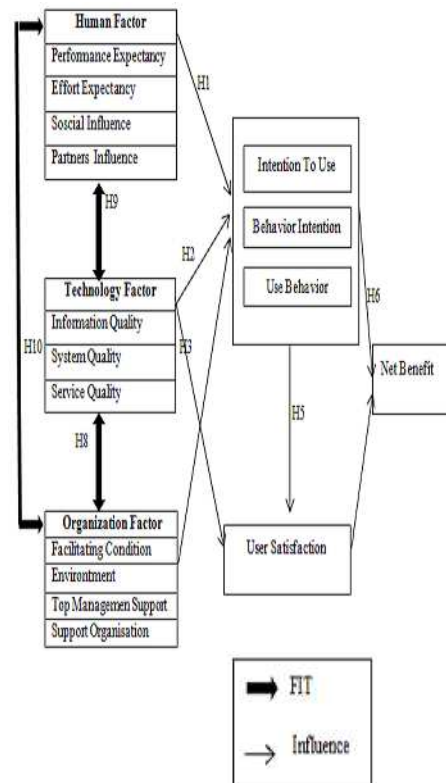 Human Factor
Performance Expectancy
Effort Expectancy
Soscial Influence
Partners Influence
H1
H9
H2
Intention To Use
Behavior Intention
Use Behavior
Technology Factor
Information Quality
System Quality
Service Quality
H10
H3
H6
Net Benefit
H8
H5
Organization Factor
Facilitating Condition
Environtment
Top Managemen Support
Support Organisation
User Satisfaction
FIT
Influence